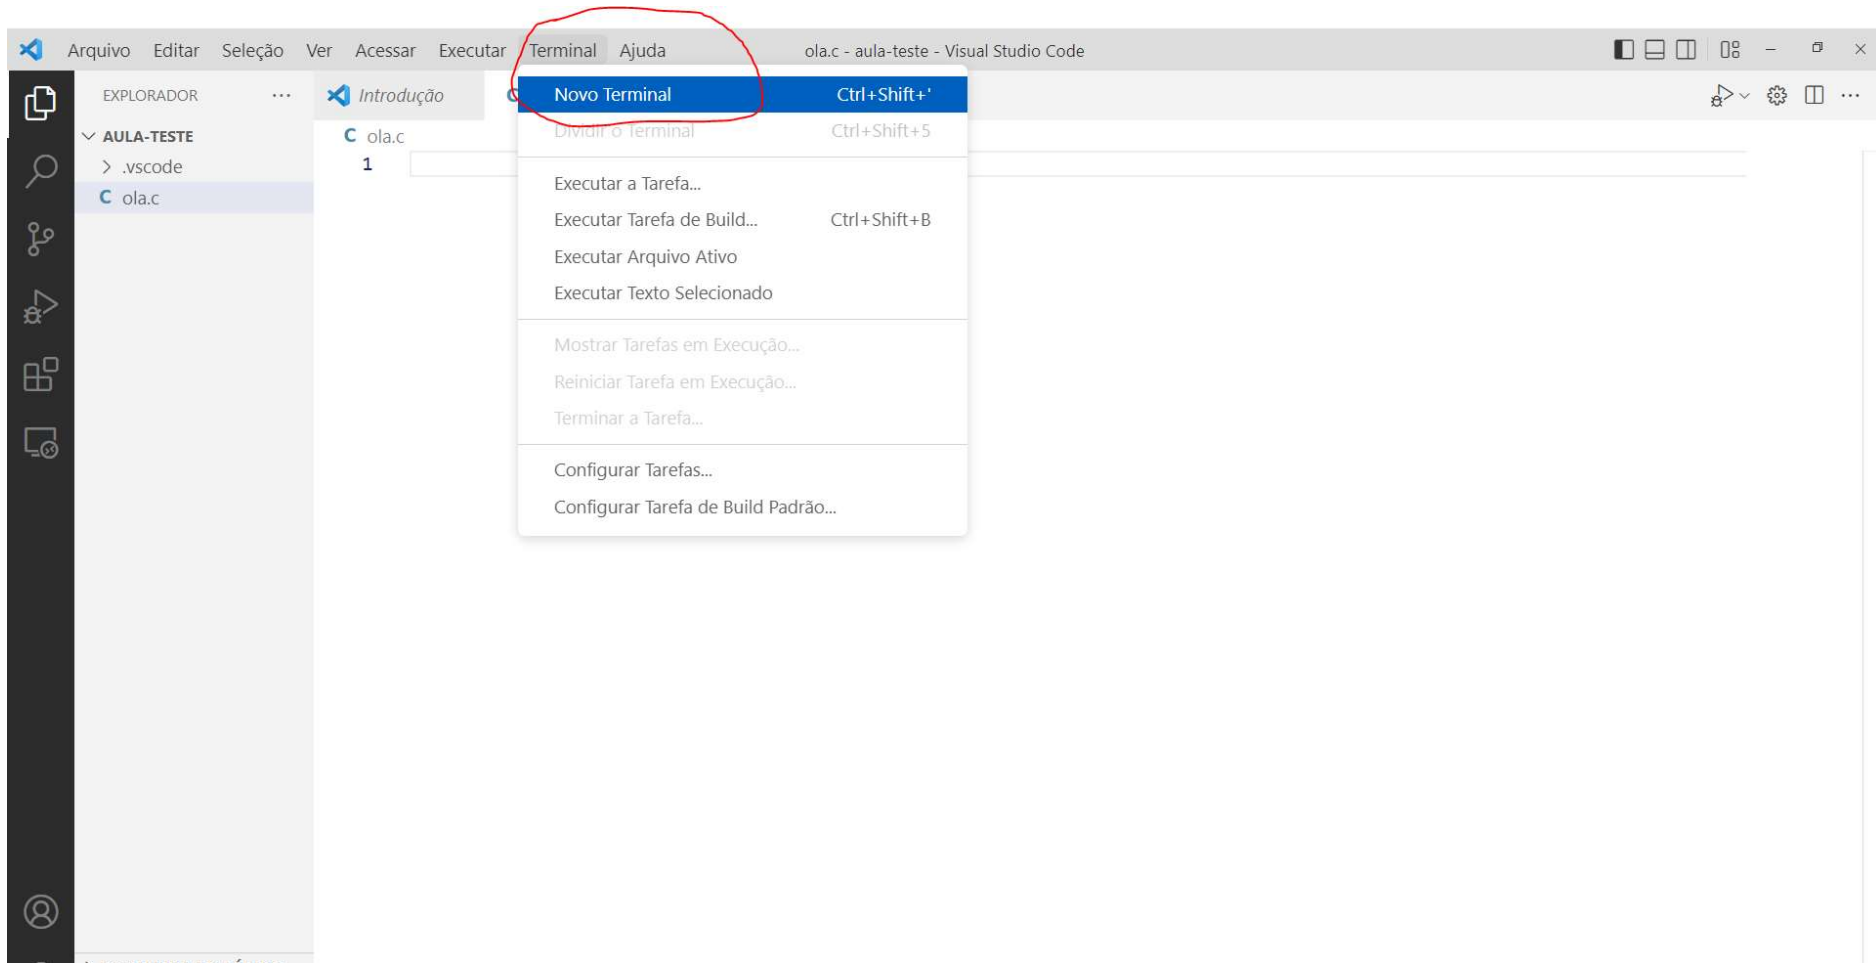 Arquivo Editar Seleção Ver Acessar Executar Terminal Ajuda ola.c - aula-teste - Visual Studio Code
EXPLORADOR ... Introdução
Novo Terminal Ctrl+Shift+'
AULA-TESTE
C ola.c
Dividir o Terminal Ctrl+Shift+5
> .vscode
1
C ola.c
Executar a Tarefa...
Executar Tarefa de Build... Ctrl+Shift+B
Executar Arquivo Ativo
Executar Texto Selecionado
Mostrar Tarefas em Execução...
Reiniciar Tarefa em Execução...
Terminar a Tarefa...
Configurar Tarefas...
Configurar Tarefa de Build Padrão...